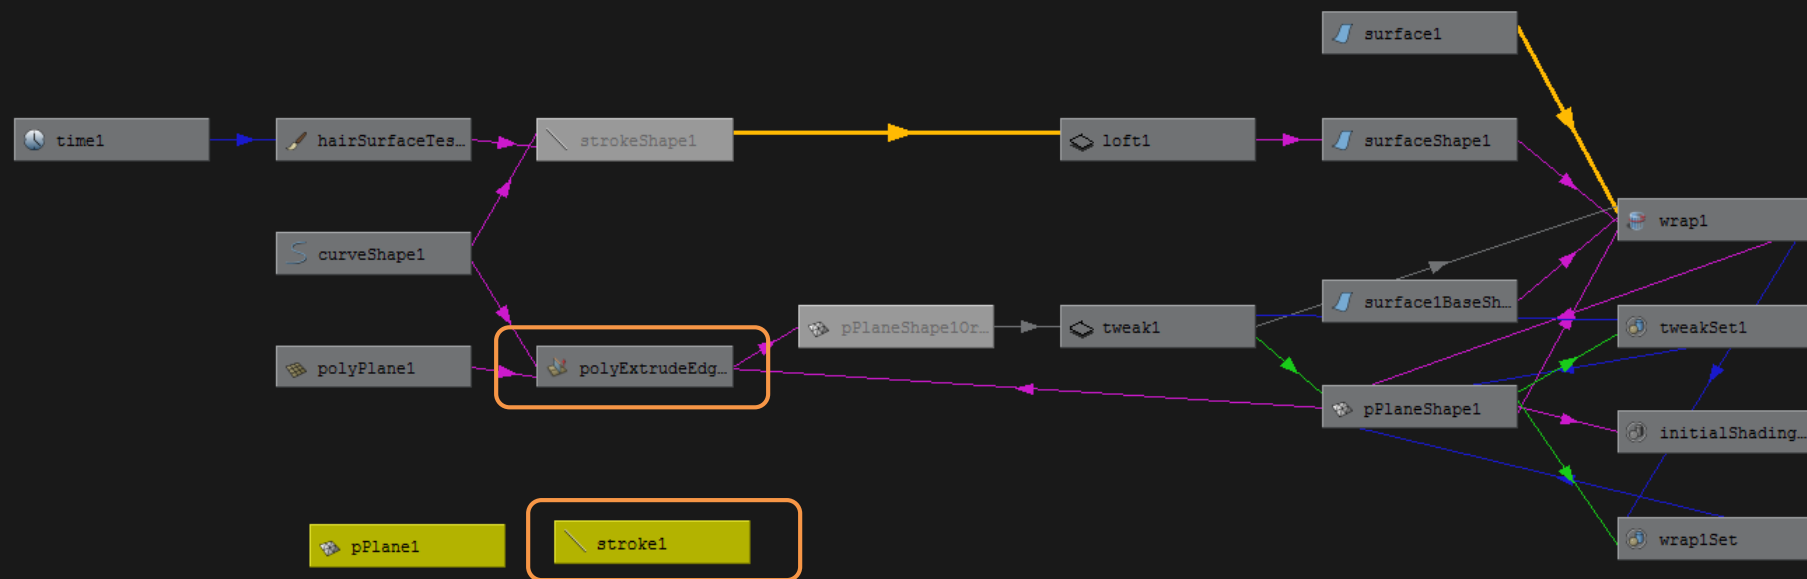 surface1
time1
hairSurfaceTes…
strokeShape1
loft1
surfaceShape1
wrap1
curveShape1
surface1BaseSh…
pPlaneShape1Or…
tweak1
tweakSet1
polyPlane1
polyExtrudeEdg…
pPlaneShape1
initialShading…
pPlane1
stroke1
wrap1Set